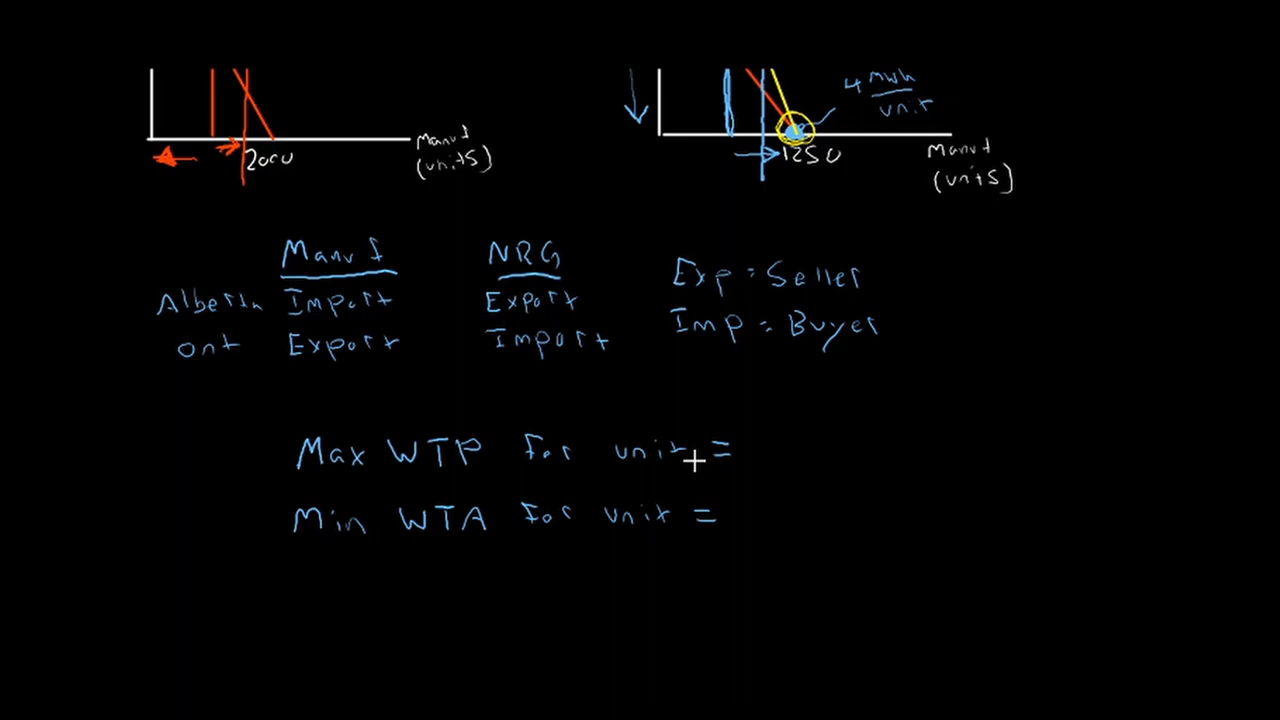 4 mwh
unit
2000
Manuf
(units)
1250
Manuf
(units)
Manuf NRG
Exp = Seller
Alberta Import Export
Imp = Buyer
Ont Export Import
Max WTP For unit =
Min WTA For unit =